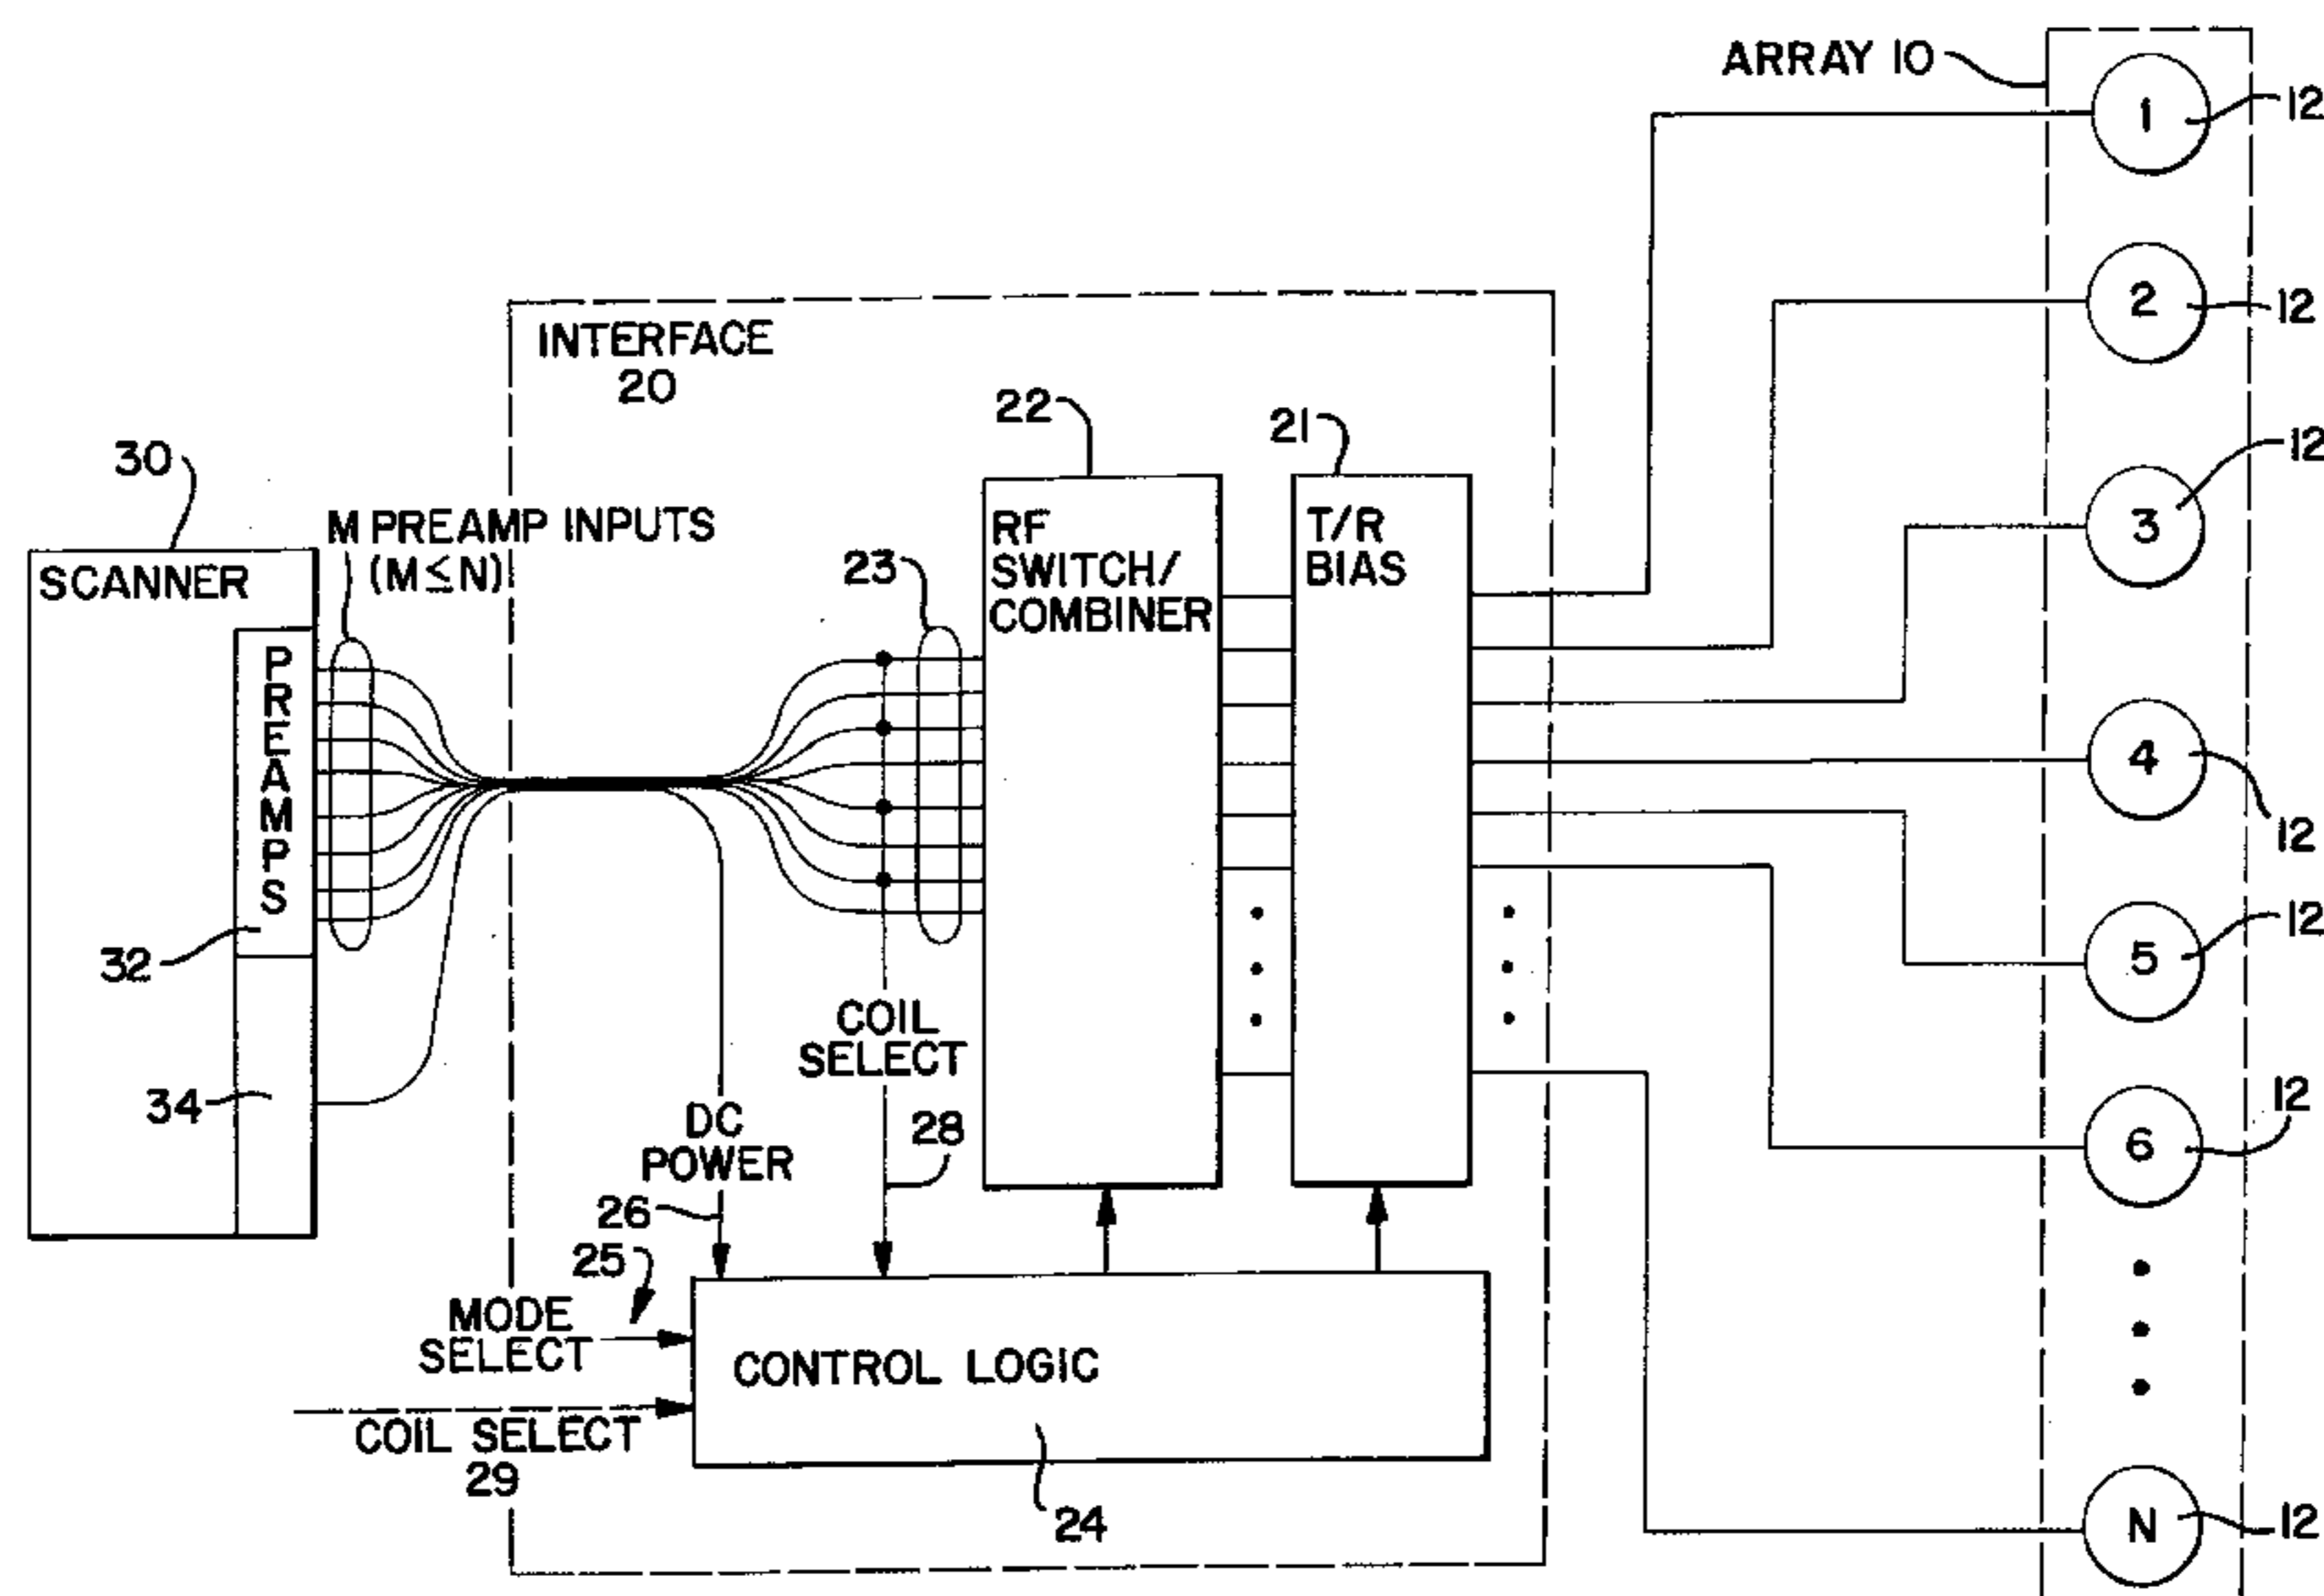 ARRAY 10
1
12
2
12
INTERFACE
20
22
21
3
12
30
M PREAMP INPUTS
(M≤N)
SCANNER
23
RF
SWITCH/
COMBINER
T/R
BIAS
PREAMPS
4
12
32
5
12
COIL
SELECT
34
DC
POWER
28
6
12
26
25
MODE
SELECT
CONTROL LOGIC
COIL SELECT
29
24
N
12